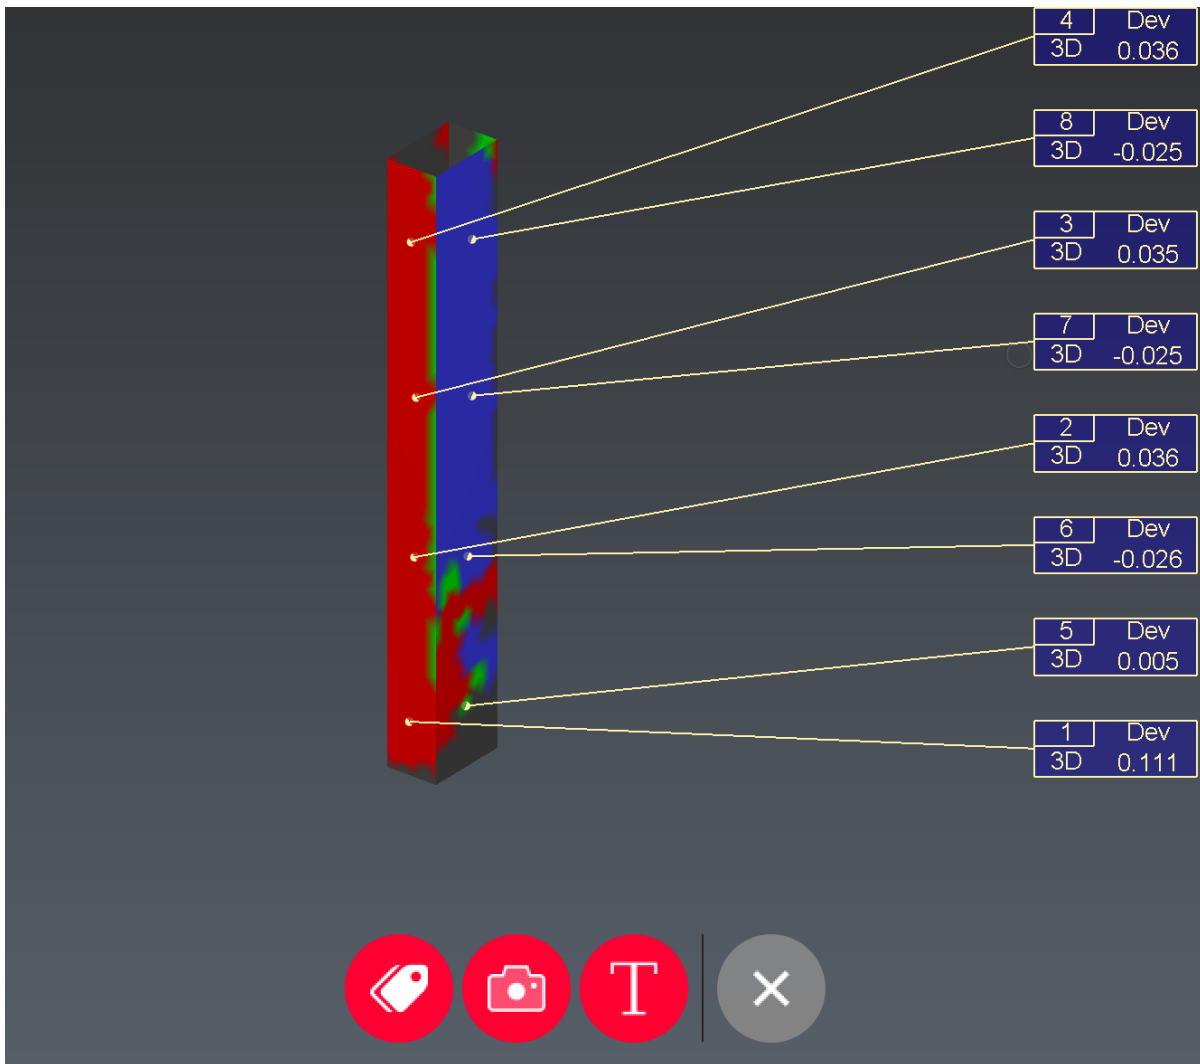 4 Dev
3D 0.036
8 Dev
3D -0.025
3 Dev
3D 0.035
7 Dev
3D -0.025
2 Dev
3D 0.036
6 Dev
3D -0.026
5 Dev
3D 0.005
1 Dev
3D 0.111
T